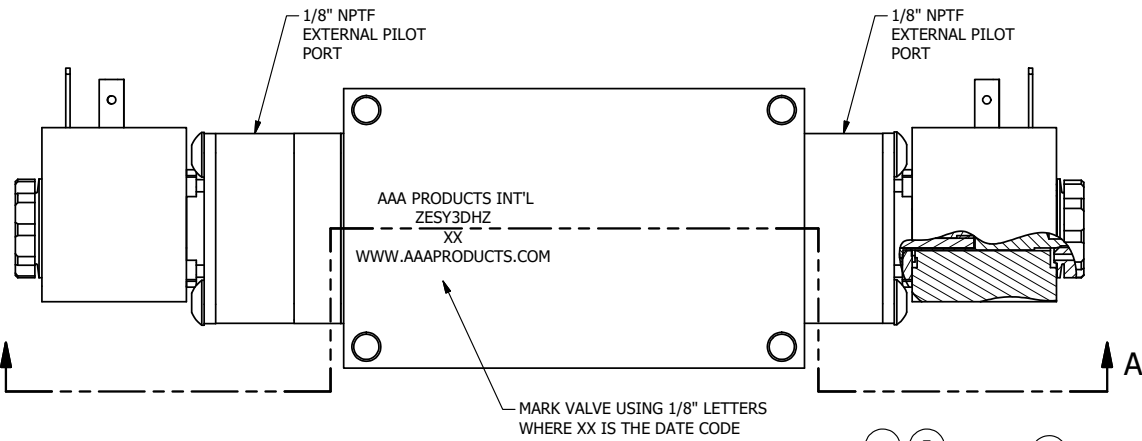 1/8" NPTF
EXTERNAL PILOT
PORT
1/8" NPTF
EXTERNAL PILOT
PORT
AAA PRODUCTS INT'L
ZESY3DHZ
XX
WWW.AAAPRODUCTS.COM
A
MARK VALVE USING 1/8" LETTERS
WHERE XX IS THE DATE CODE